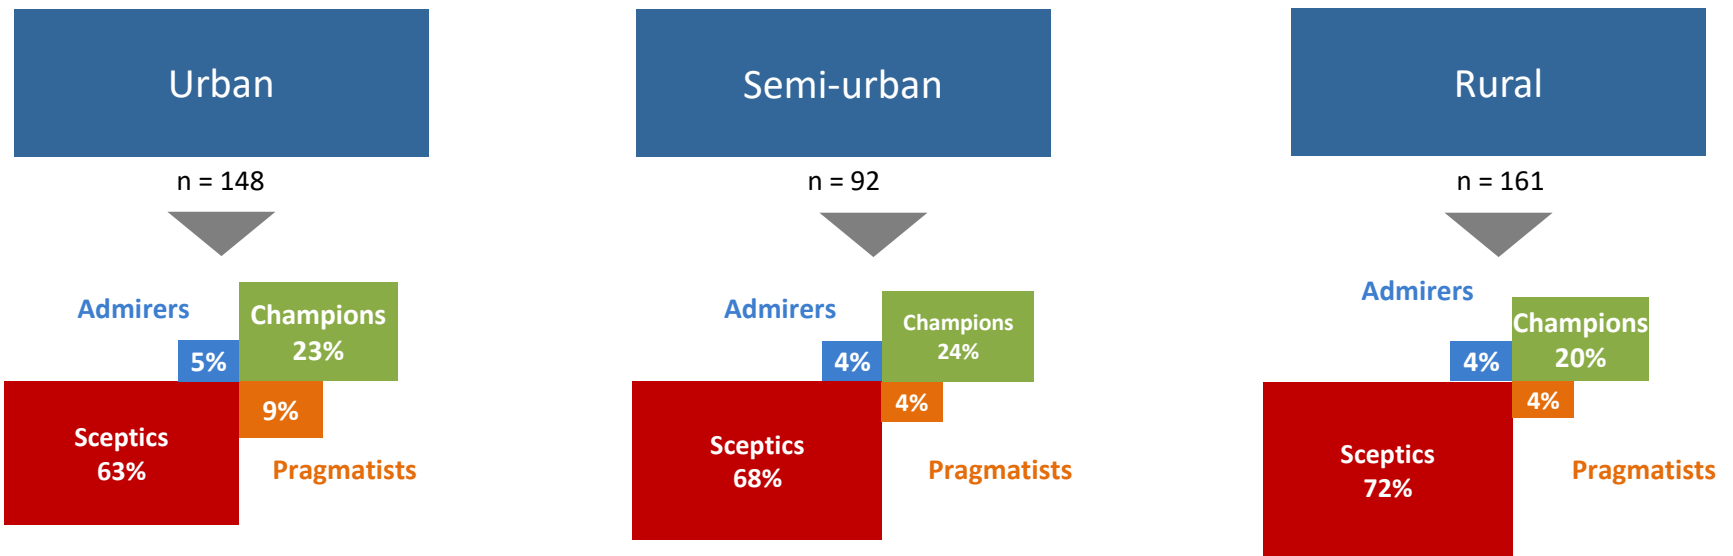 Urban
n = 148
Admirers
Champions
23%
5%
9%
Sceptics
63%
Pragmatists
Semi-urban
n = 92
Admirers
Champions
24%
4%
4%
Sceptics
68%
Pragmatists
Rural
n = 161
Admirers
Champions
20%
4%
4%
Sceptics
72%
Pragmatists